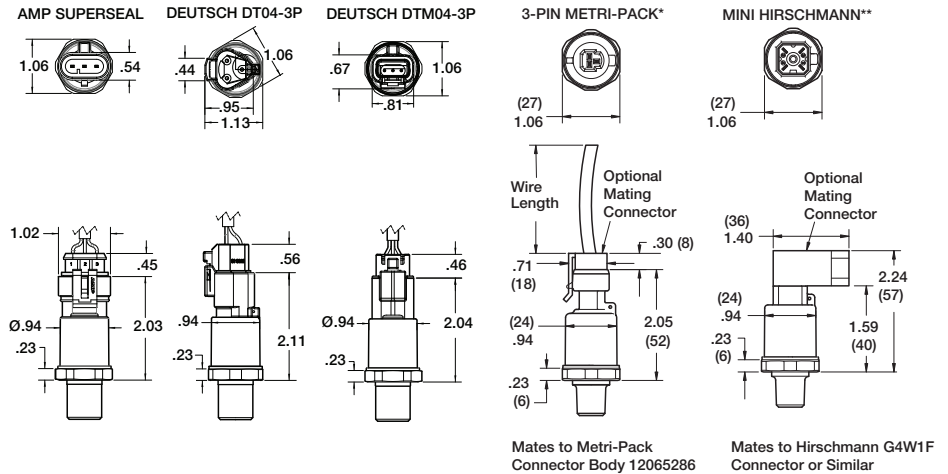 AMP SUPERSEAL
DEUTSCH DT04-3P
DEUTSCH DTM04-3P
3-PIN METRI-PACK*
MINI HIRSCHMANN**
1.06
.54
.44
1.06
.95
1.13
.67
1.06
.81
(27)
1.06
(27)
1.06
Wire
Length
Optional
Mating
Connector
Optional
Mating
Connector
1.02
.45
Ø.94
2.03
.23
.56
.94
2.11
.23
.46
Ø.94
2.04
.23
.30 (8)
.71
(18)
(24)
.94
2.05
(52)
.23
(6)
(36)
1.40
2.24
(57)
(24)
.94
1.59
(40)
.23
(6)
Mates to Metri-Pack
Connector Body 12065286
Mates to Hirschmann G4W1F
Connector or Similar